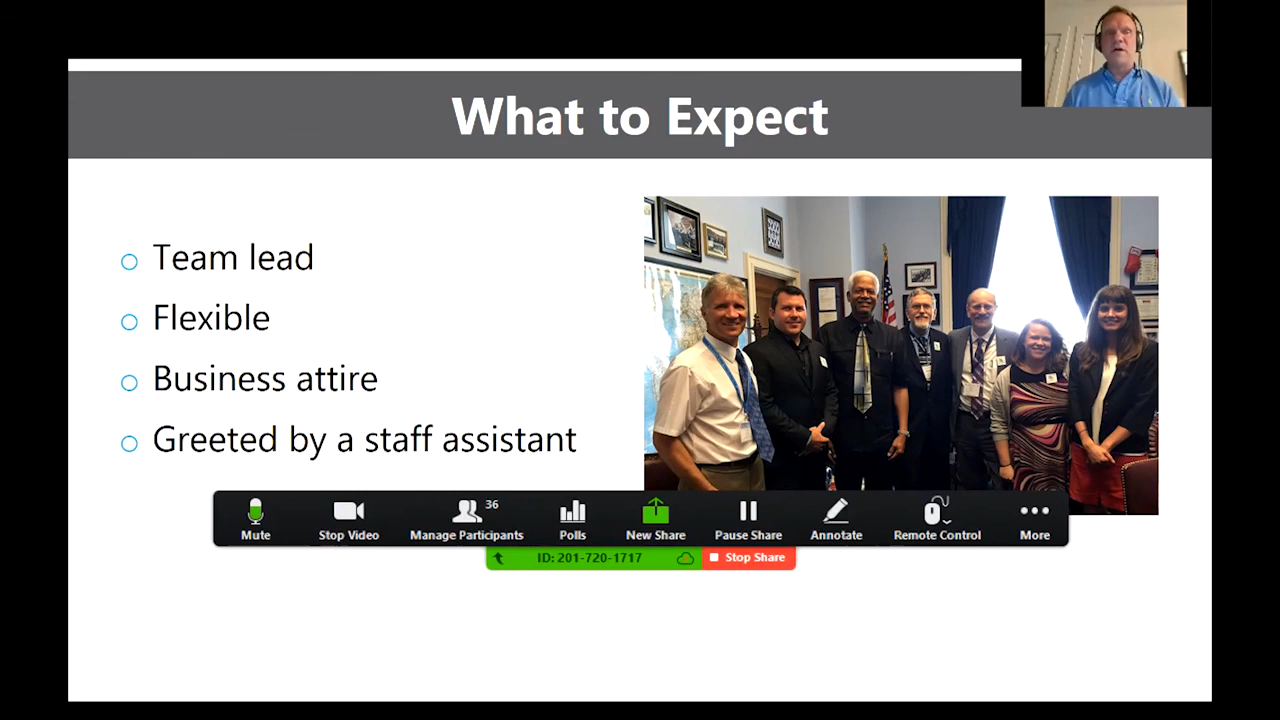 What to Expect
Team lead
Flexible
Business attire
Greeted by a staff assistant
36
Mute
Stop Video
Manage Participants
Polls
New Share
Pause Share
Annotate
Remote Control
More
ID: 201-720-1717
Stop Share